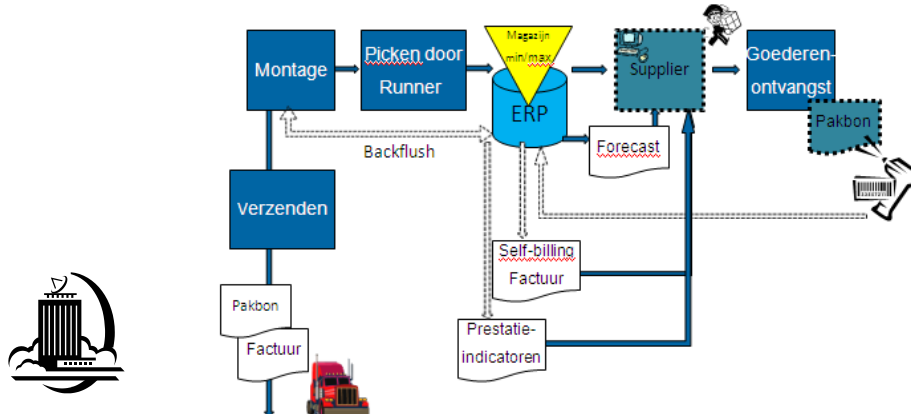 Montage
Picken door
Runner
Magazijn
min/max
ERP
Supplier
Goederen-
ontvangst
Pakbon
Forecast
Backflush
Verzenden
Self-billing
Factuur
Prestatie-
indicatoren
Pakbon
Factuur